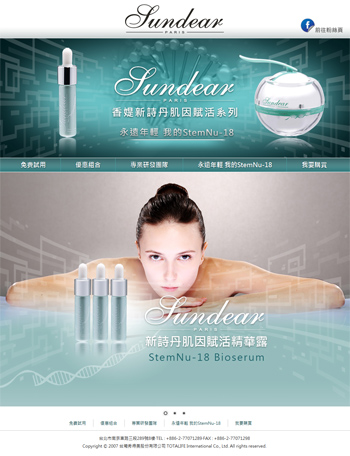 Sundear
PARIS
前往粉絲頁
Sundear
PARIS
香媞新詩丹肌因賦活系列
永遠年輕 我的StemNu-18
Sundear
免費試用
優惠組合
專業研發團隊
永遠年輕 我的StemNu-18
我要購買
Sundear
PARIS
新詩丹肌因賦活精華露
StemNu-18 Bioserum
免費試用
優惠組合
專業研發團隊
永遠年輕 我的StemNu-18
我要購買
Copyright © 2007 台灣香媞爾股份有限公司 TOTALIFE International Co., Ltd. All rights reserved.